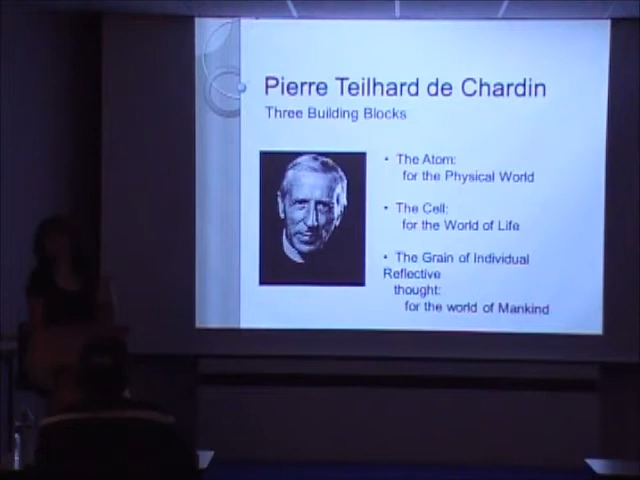 Pierre Teilhard de Chardin
Three Building Blocks
• The Atom:
for the Physical World
• The Cell:
for the World of Life
• The Grain of Individual
Reflective
thought:
for the world of Mankind